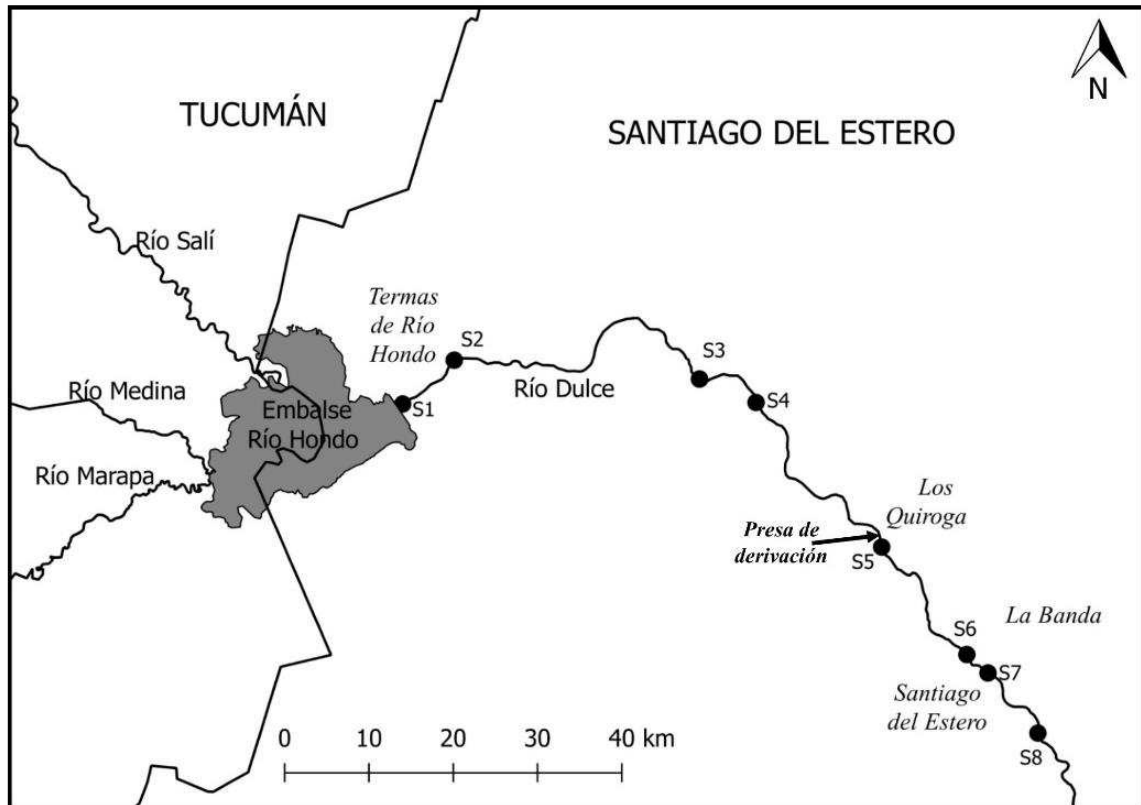 N
TUCUMÁN
SANTIAGO DEL ESTERO
Río Salí
Termas
de Río
Hondo
S2
S3
Río Medina
Río Dulce
S1
S4
Embalse
Río Hondo
Río Marapa
Los
Quiroga
Presa de
derivación
S5
La Banda
S6
S7
Santiago
del Estero
S8
0 10 20 30 40 km